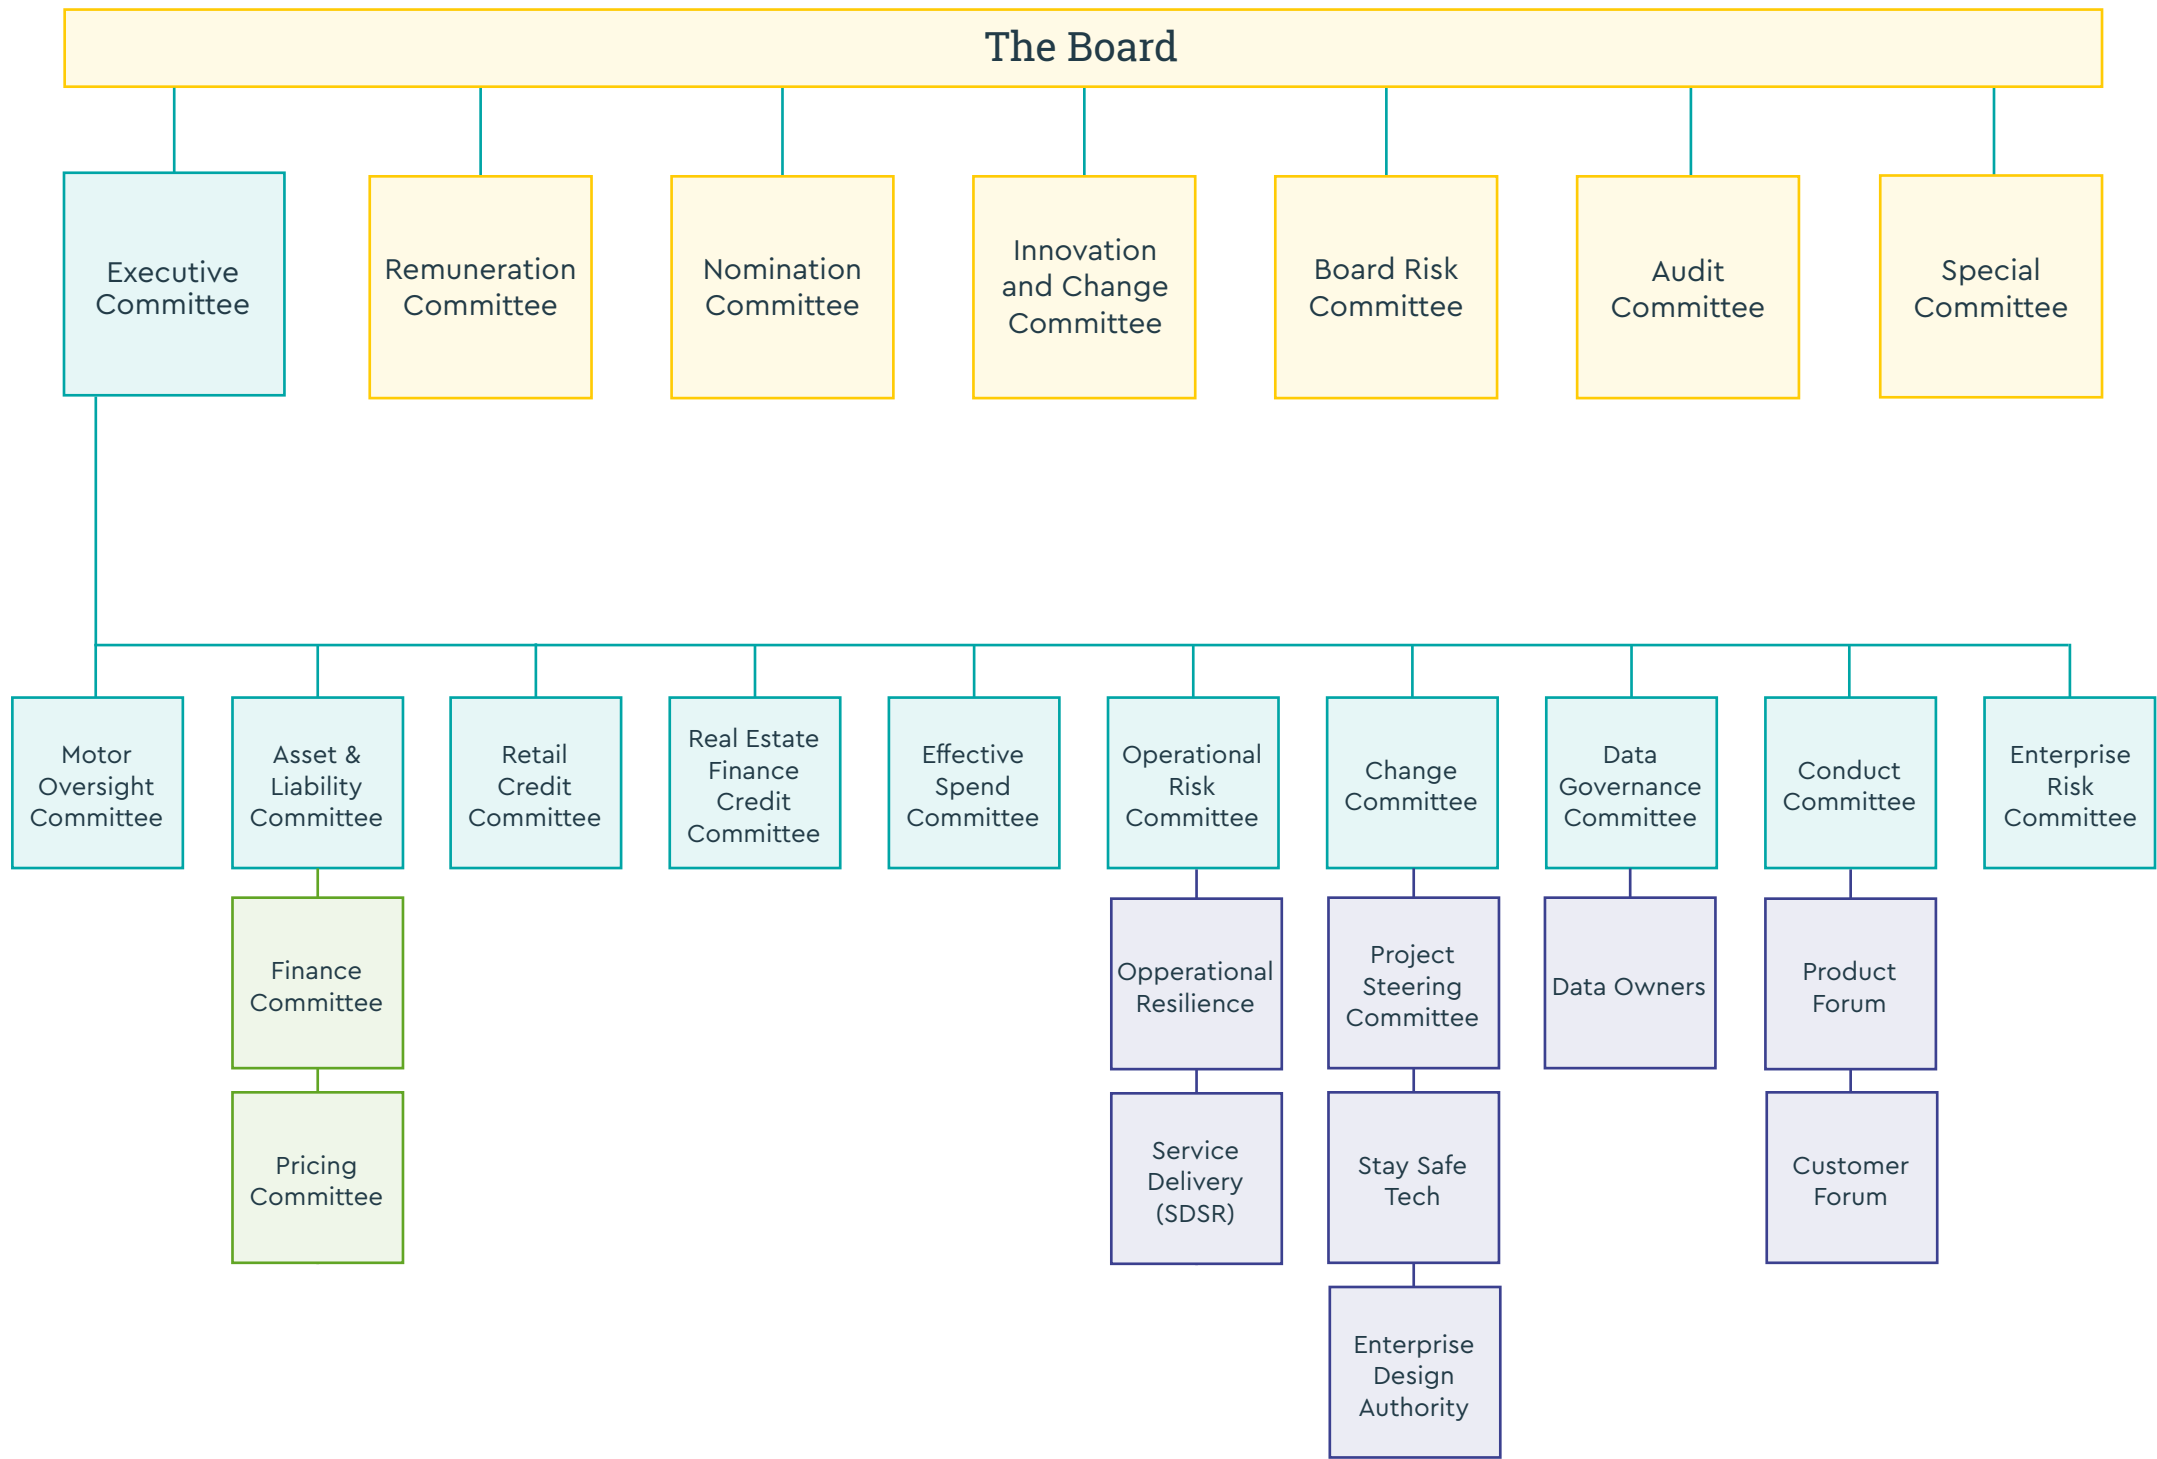 The Board
Executive
Committee
Remuneration
Committee
Nomination
Committee
Innovation
and Change
Committee
Board Risk
Committee
Audit
Committee
Special
Committee
Motor
Oversight
Committee
Asset &
Liability
Committee
Retail
Credit
Committee
Real Estate
Finance
Credit
Committee
Effective
Spend
Committee
Operational
Risk
Committee
Change
Committee
Data
Governance
Committee
Conduct
Committee
Enterprise
Risk
Committee
Finance
Committee
Opperational
Resilience
Project
Steering
Committee
Data Owners
Product
Forum
Pricing
Committee
Service
Delivery
(SDSR)
Stay Safe
Tech
Customer
Forum
Enterprise
Design
Authority